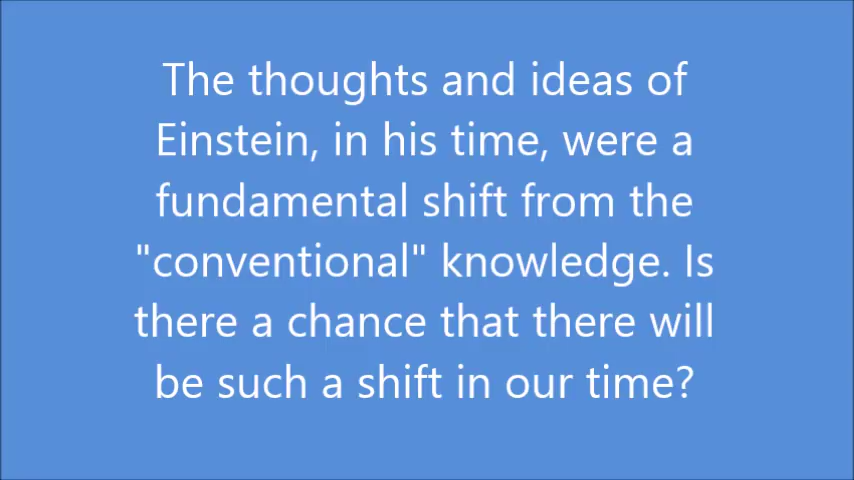 The thoughts and ideas of
Einstein, in his time, were a
fundamental shift from the
"conventional" knowledge. Is
there a chance that there will
be such a shift in our time?